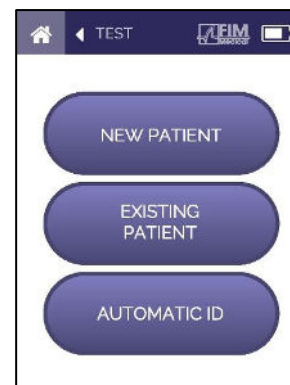 TEST
FIM
NEW PATIENT
EXISTING
PATIENT
AUTOMATIC ID